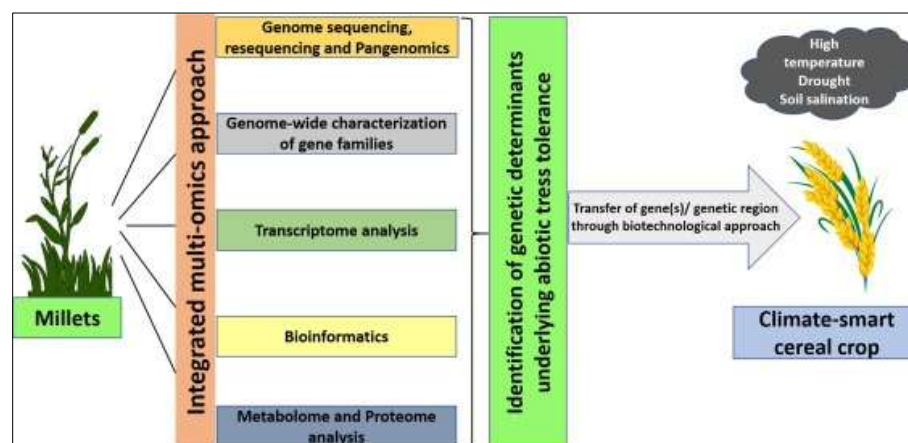 Millets
Integrated multi-omics approach
Genome sequencing,
resequencing and Pangenomics
Genome-wide characterization
of gene families
Transcriptome analysis
Bioinformatics
Metabolome and Proteome
analysis
Identification of genetic determinants
underlying abiotic tress tolerance
Transfer of gene(s)/ genetic region
through biotechnological approach
High
temperature
Drought
Soil salination
Climate-smart
cereal crop